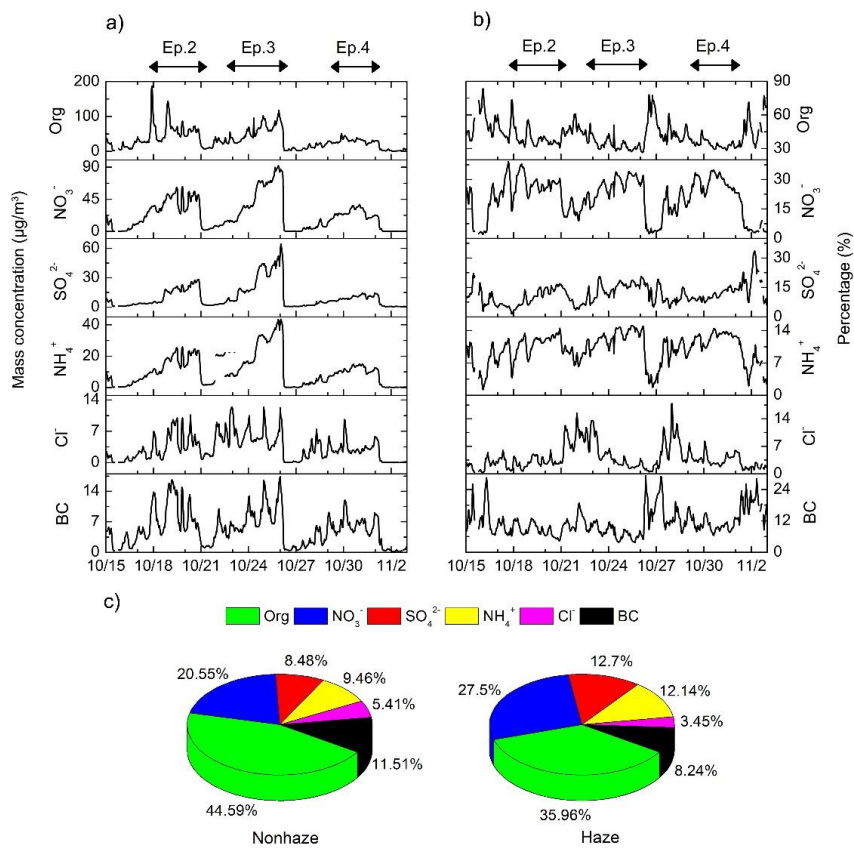 a)
Ep.2 Ep.3 Ep.4
Mass concentration (μg/m³)
Org
200
100
0
NO₃⁻
90
45
0
SO₄²⁻
60
30
0
NH₄⁺
40
20
0
Cl⁻
14
7
0
BC
14
7
0
10/15 10/18 10/21 10/24 10/27 10/30 11/2
b)
Ep.2 Ep.3 Ep.4
Percentage (%)
90
60
30
Org
30
15
0
NO₃⁻
30
15
0
SO₄²⁻
14
7
0
NH₄⁺
14
7
0
Cl⁻
24
12
0
BC
10/15 10/18 10/21 10/24 10/27 10/30 11/2
c)
Org NO₃⁻ SO₄²⁻ NH₄⁺ Cl⁻ BC
20.55%
8.48%
9.46%
5.41%
11.51%
44.59%
Nonhaze
27.5%
12.7%
12.14%
3.45%
8.24%
35.96%
Haze